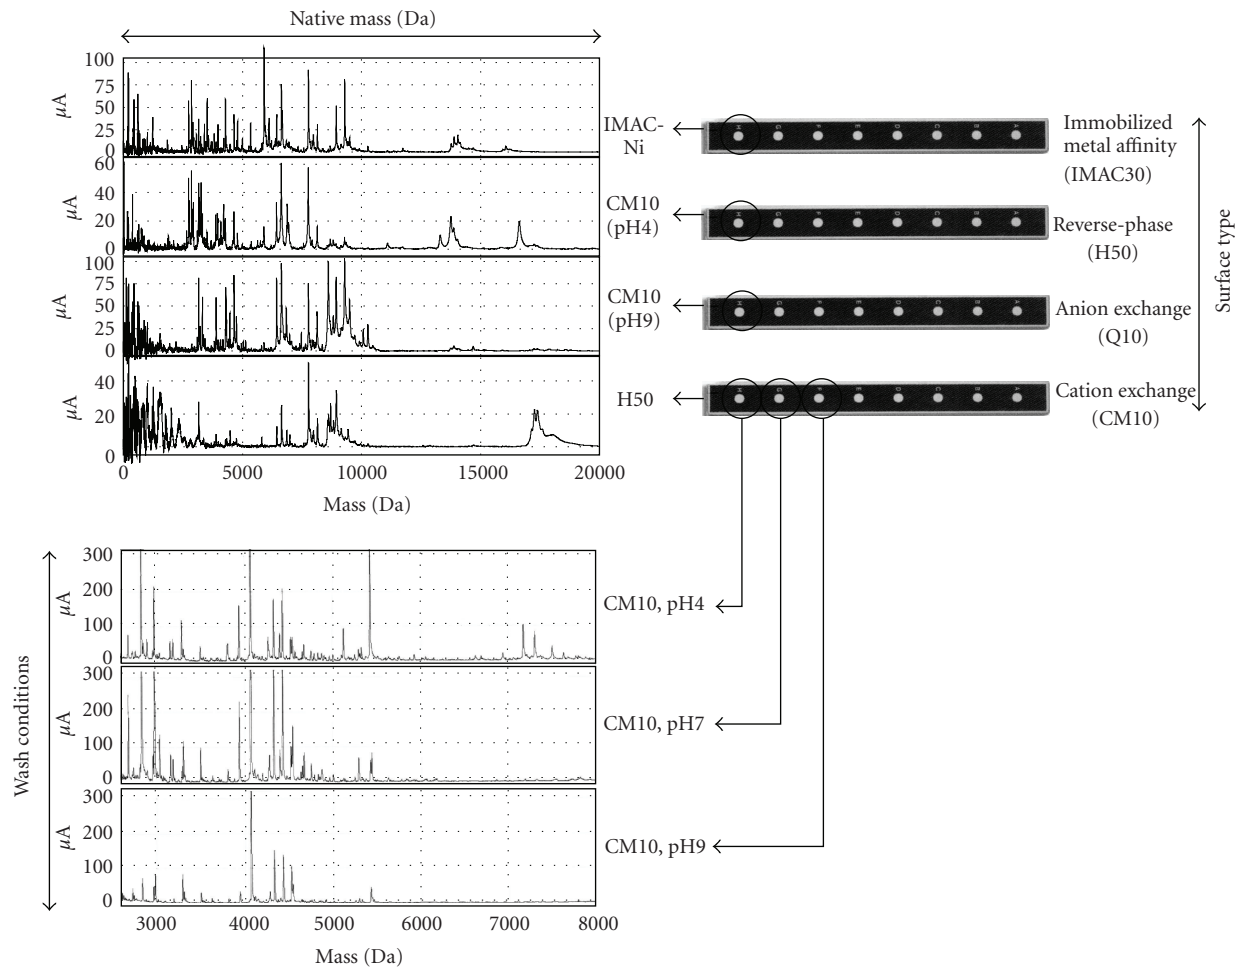 Native mass (Da)
100
75
50
25
0
μA
IMAC-
Ni
H G F E D C B A
Immobilized
metal affinity
(IMAC30)
60
40
20
0
μA
CM10
(pH4)
H G F E D C B A
Reverse-phase
(H50)
100
75
50
25
0
μA
CM10
(pH9)
H G F E D C B A
Anion exchange
(Q10)
40
20
0
μA
H50
H G F E D C B A
Cation exchange
(CM10)
Surface type
0 5000 10000 15000 20000
Mass (Da)
Wash conditions
300
200
100
0
μA
CM10, pH4
300
200
100
0
μA
CM10, pH7
300
200
100
0
μA
CM10, pH9
3000 4000 5000 6000 7000 8000
Mass (Da)